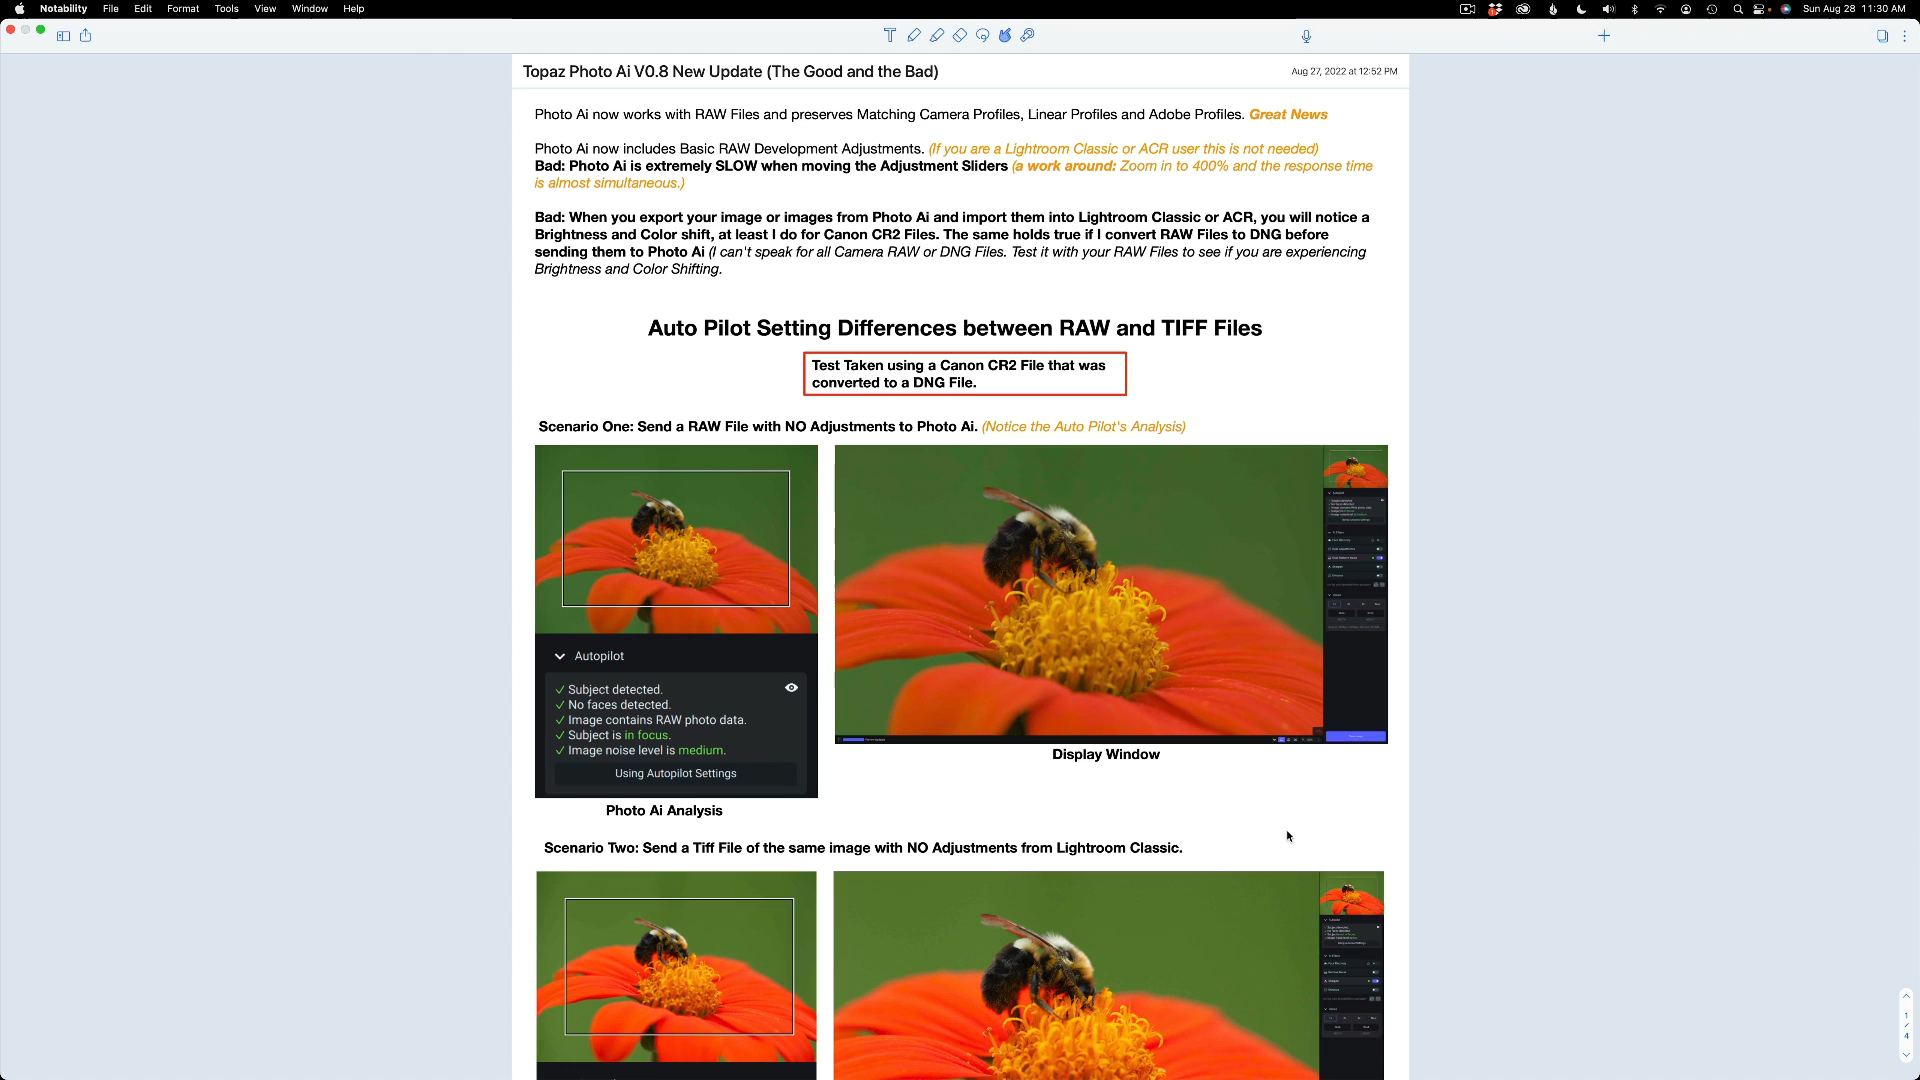 Notability File Edit Format Tools View Window Help
Sun Aug 28 11:30 AM
Topaz Photo Ai V0.8 New Update (The Good and the Bad)
Aug 27, 2022 at 12:52 PM
Photo Ai now works with RAW Files and preserves Matching Camera Profiles, Linear Profiles and Adobe Profiles. Great News
Photo Ai now includes Basic RAW Development Adjustments. (If you are a Lightroom Classic or ACR user this is not needed)
Bad: Photo Ai is extremely SLOW when moving the Adjustment Sliders (a work around: Zoom in to 400% and the response time
is almost simultaneous.)
Bad: When you export your image or images from Photo Ai and import them into Lightroom Classic or ACR, you will notice a
Brightness and Color shift, at least I do for Canon CR2 Files. The same holds true if I convert RAW Files to DNG before
sending them to Photo Ai (I can't speak for all Camera RAW or DNG Files. Test it with your RAW Files to see if you are experiencing
Brightness and Color Shifting.
Auto Pilot Setting Differences between RAW and TIFF Files
Test Taken using a Canon CR2 File that was
converted to a DNG File.
Scenario One: Send a RAW File with NO Adjustments to Photo Ai. (Notice the Auto Pilot's Analysis)
Autopilot
✓ Subject detected.
✓ No faces detected.
✓ Image contains RAW photo data.
✓ Subject is in focus.
✓ Image noise level is medium.
Using Autopilot Settings
Photo Ai Analysis
Display Window
Scenario Two: Send a Tiff File of the same image with NO Adjustments from Lightroom Classic.
1
/
4